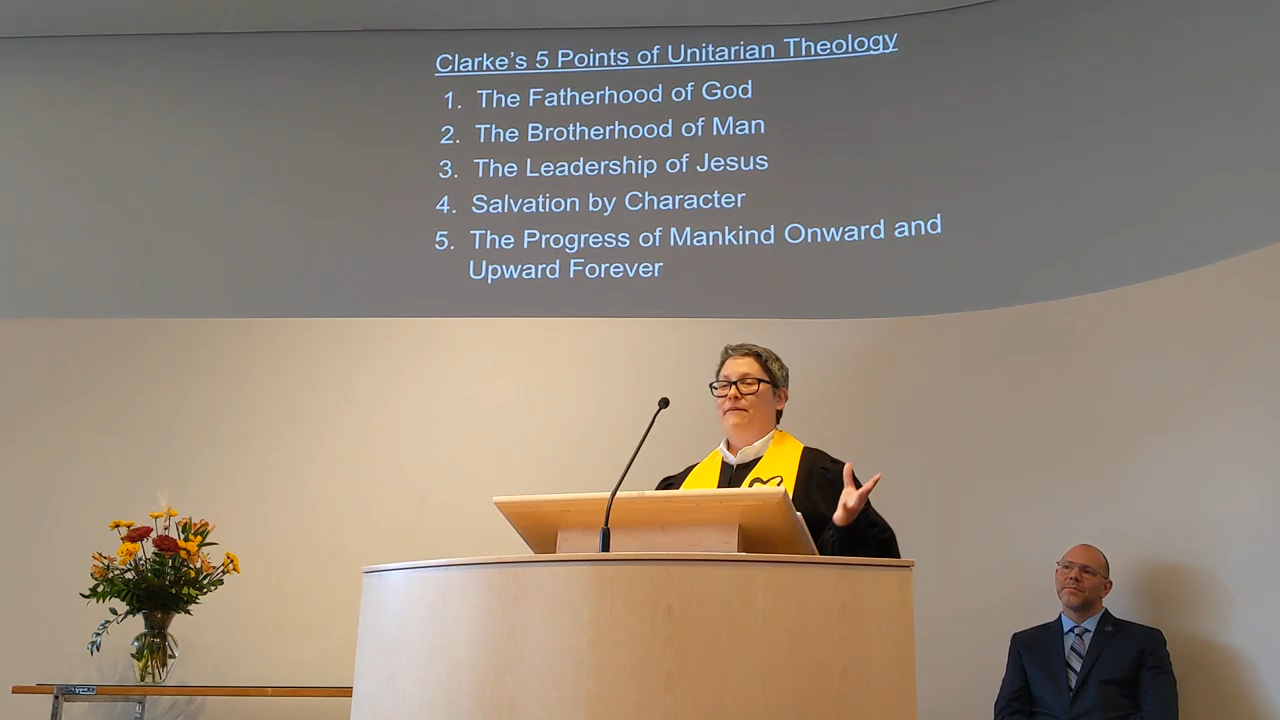 Clarke's 5 Points of Unitarian Theology
1. The Fatherhood of God
2. The Brotherhood of Man
3. The Leadership of Jesus
4. Salvation by Character
5. The Progress of Mankind Onward and
Upward Forever